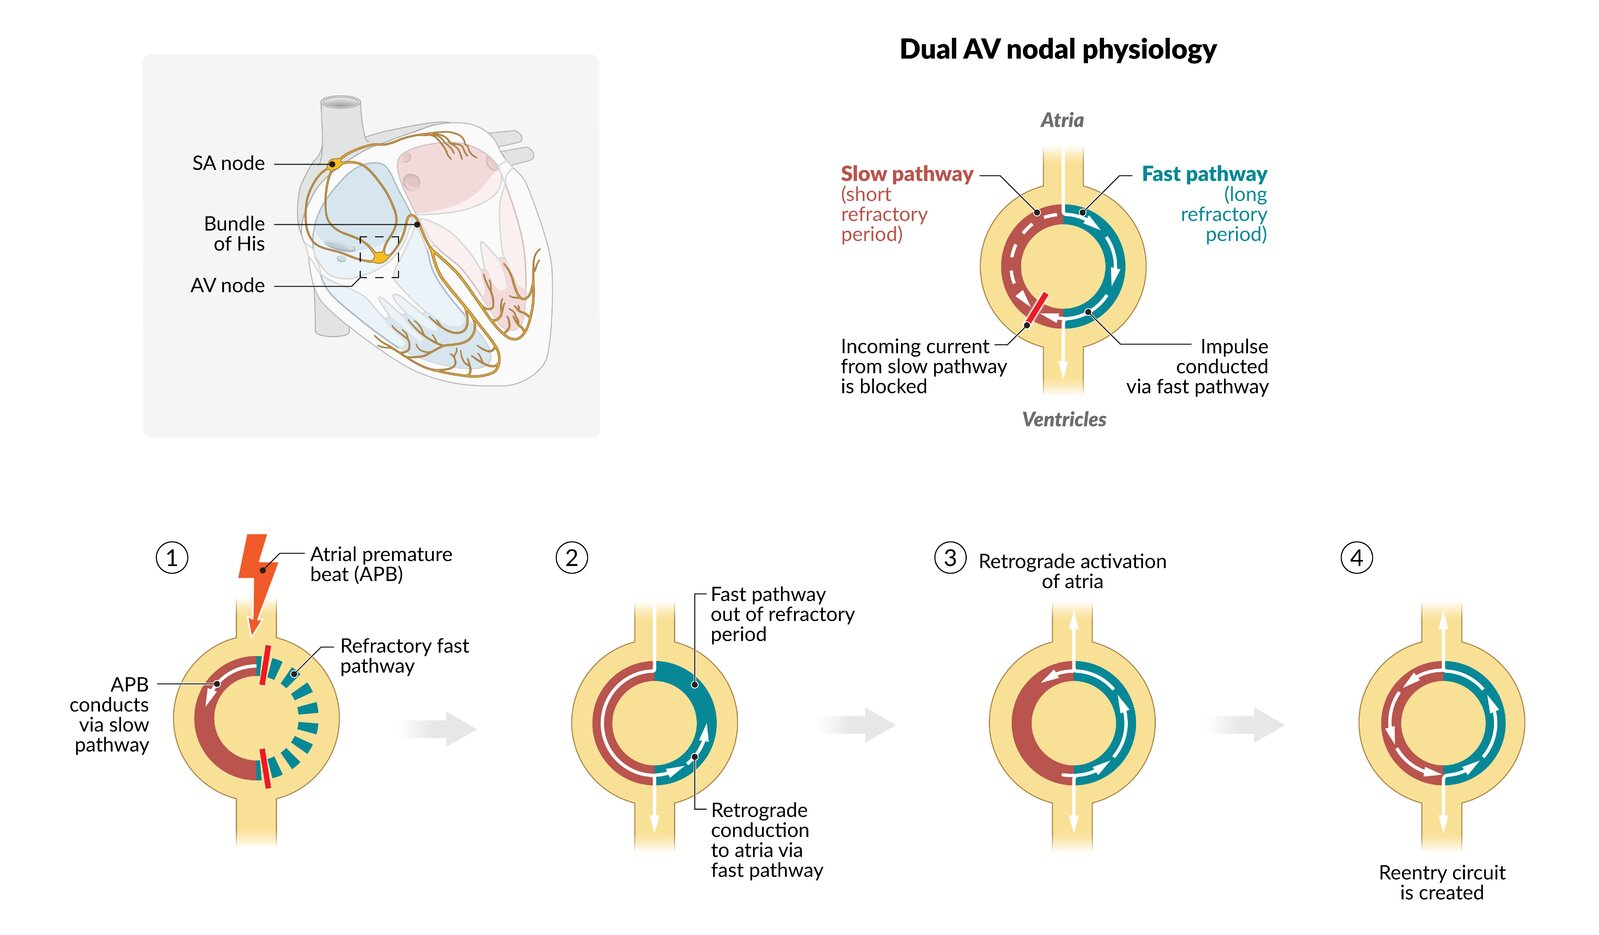 Dual AV nodal physiology
SA node
Bundle
of His
AV node
Atria
Slow pathway
(short
refractory
period)
Fast pathway
(long
refractory
period)
Incoming current
from slow pathway
is blocked
Impulse
conducted
via fast pathway
Ventricles
1
Atrial premature
beat (APB)
Refractory fast
pathway
APB
conducts
via slow
pathway
2
Fast pathway
out of refractory
period
Retrograde
conduction
to atria via
fast pathway
3
Retrograde activation
of atria
4
Reentry circuit
is created